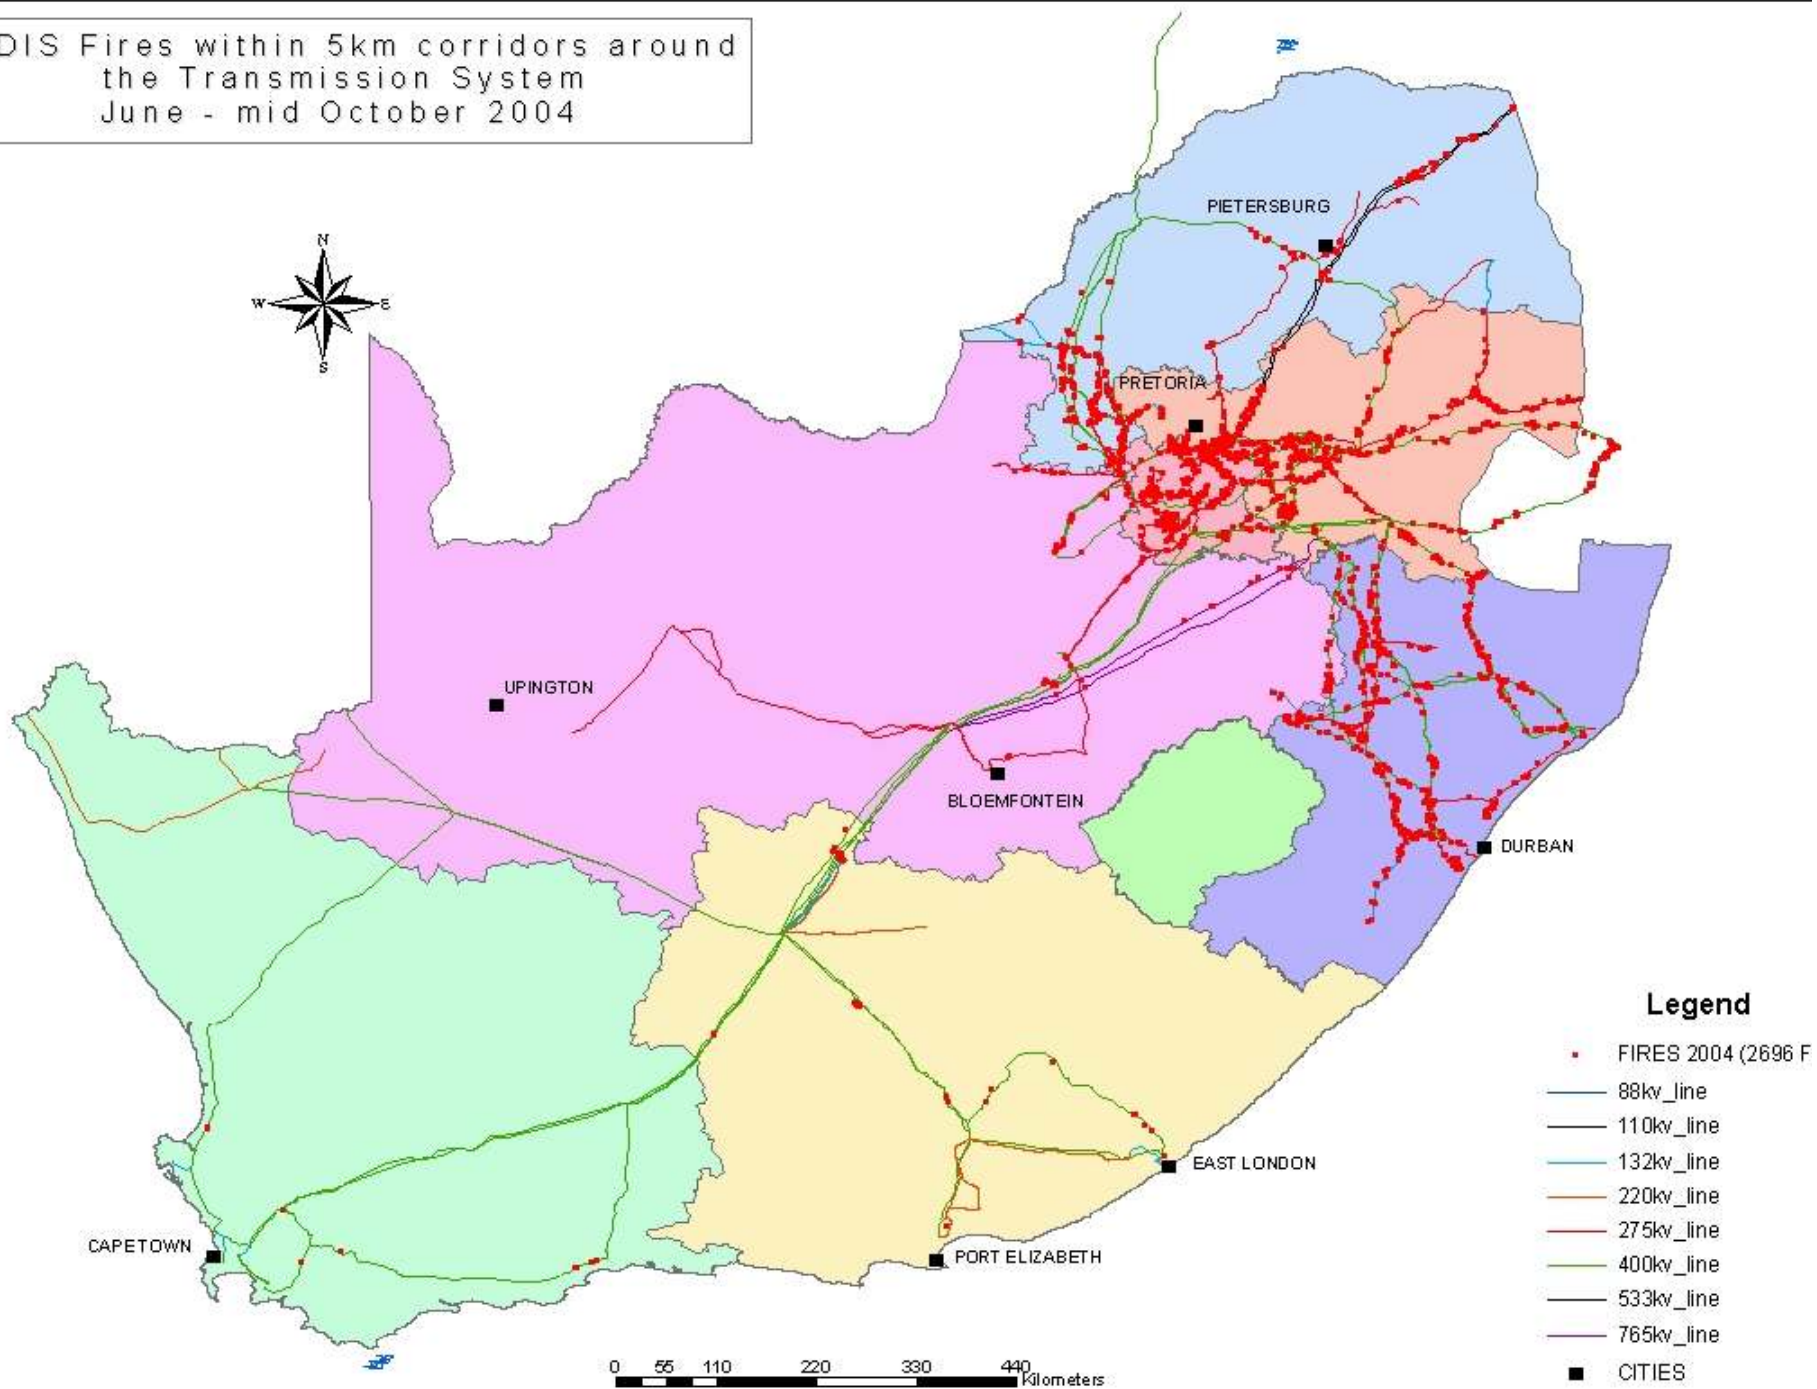 DIS Fires within 5km corridors around
the Transmission System
June - mid October 2004
N
W
E
S
PIETERSBURG
PRETORIA
UPINGTON
BLOEMFONTEIN
DURBAN
EAST LONDON
CAPETOWN
PORT ELIZABETH
Legend
FIRES 2004 (2696 F
88kv_line
110kv_line
132kv_line
220kv_line
275kv_line
400kv_line
533kv_line
765kv_line
CITIES
0 55 110 220 330 440
Kilometers